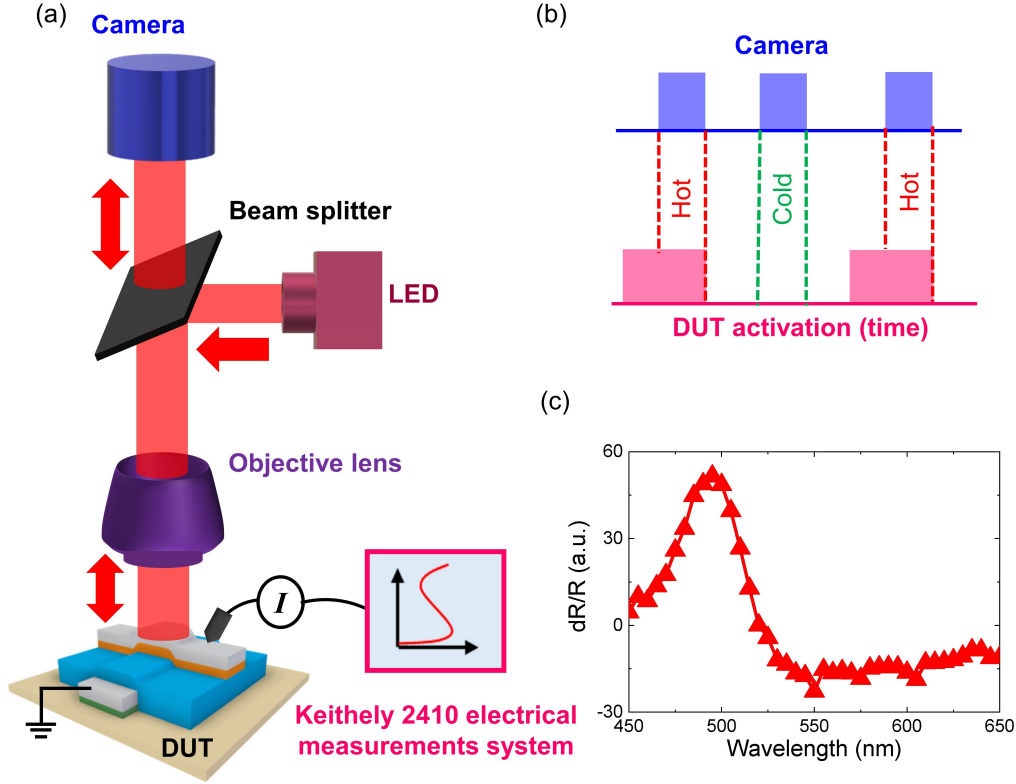 (a)
Camera
Beam splitter
LED
Objective lens
I
Keithely 2410 electrical
measurements system
DUT
(b)
Camera
Hot
Cold
Hot
DUT activation (time)
(c)
dR/R (a.u.)
60
30
0
-30
450
500
550
600
650
Wavelength (nm)